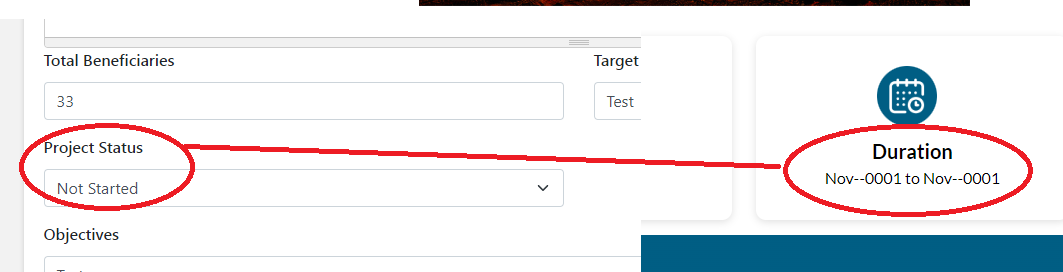 Total Beneficiaries
Target
33
Test
Project Status
Not Started
Duration
Nov--0001 to Nov--0001
Objectives